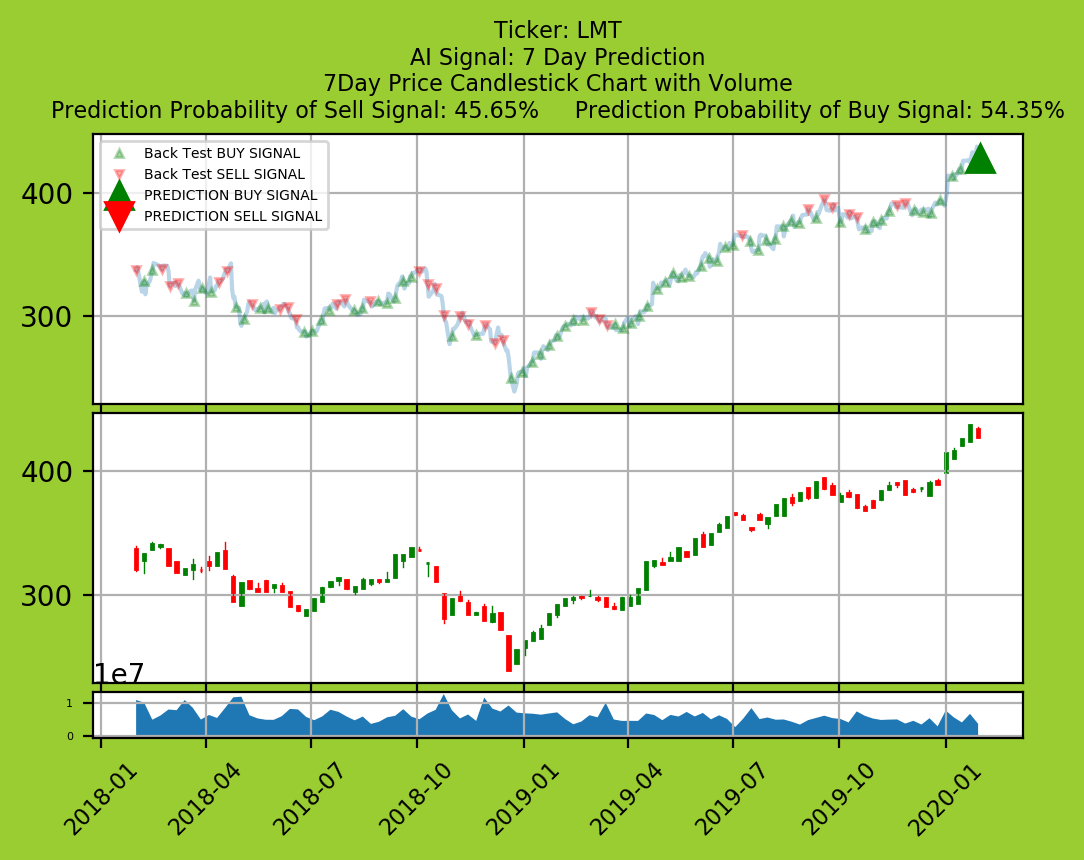 Ticker: LMT
AI Signal: 7 Day Prediction
7Day Price Candlestick Chart with Volume
Prediction Probability of Sell Signal: 45.65% Prediction Probability of Buy Signal: 54.35%
Back Test BUY SIGNAL
Back Test SELL SIGNAL
PREDICTION BUY SIGNAL
PREDICTION SELL SIGNAL
400
300
400
300
1e7
1
0
2018-01 2018-04 2018-07 2018-10 2019-01 2019-04 2019-07 2019-10 2020-01